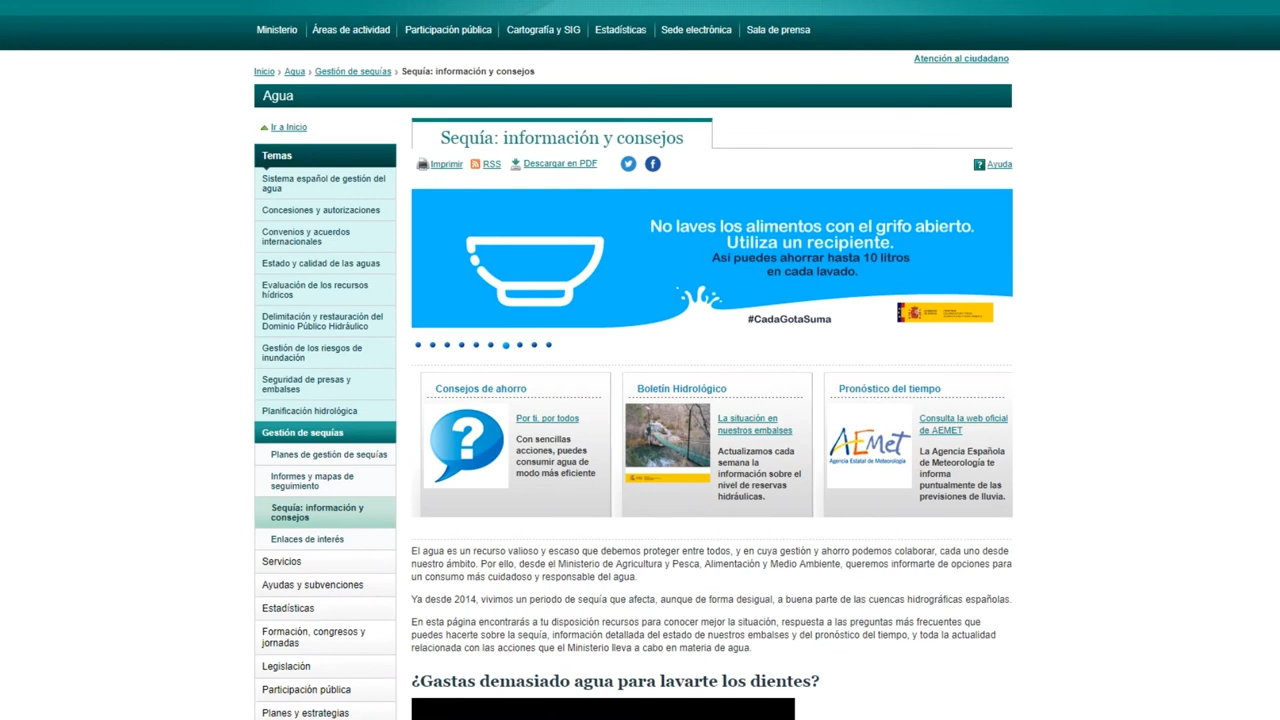 Ministerio
Áreas de actividad
Participación pública
Cartografía y SIG
Estadísticas
Sede electrónica
Sala de prensa
Atención al ciudadano
Inicio › Agua › Gestión de sequías › Sequía: información y consejos
Agua
Ir a Inicio
Temas
Sistema español de gestión del
agua
Concesiones y autorizaciones
Convenios y acuerdos
internacionales
Estado y calidad de las aguas
Evaluación de los recursos
hídricos
Delimitación y restauración del
Dominio Público Hidráulico
Gestión de los riesgos de
inundación
Seguridad de presas y
embalses
Planificación hidrológica
Gestión de sequías
Planes de gestión de sequías
Informes y mapas de
seguimiento
Sequía: información y
consejos
Enlaces de interés
Servicios
Ayudas y subvenciones
Estadísticas
Formación, congresos y
jornadas
Legislación
Participación pública
Planes y estrategias
Sequía: información y consejos
Imprimir
RSS
Descargar en PDF
Ayuda
No laves los alimentos con el grifo abierto.
Utiliza un recipiente.
Así puedes ahorrar hasta 10 litros
en cada lavado.
#CadaGotaSuma
Consejos de ahorro
?
Por ti, por todos
Con sencillas
acciones, puedes
consumir agua de
modo más eficiente
Boletín Hidrológico
La situación en
nuestros embalses
Actualizamos cada
semana la
información sobre el
nivel de reservas
hidráulicas.
Pronóstico del tiempo
AEMet
Agencia Estatal de Meteorología
Consulta la web oficial
de AEMET
La Agencia Española
de Meteorología te
informa
puntualmente de las
previsiones de lluvia.
El agua es un recurso valioso y escaso que debemos proteger entre todos, y en cuya gestión y ahorro podemos colaborar, cada uno desde
nuestro ámbito. Por ello, desde el Ministerio de Agricultura y Pesca, Alimentación y Medio Ambiente, queremos informarte de opciones para
un consumo más cuidadoso y responsable del agua.
Ya desde 2014, vivimos un periodo de sequía que afecta, aunque de forma desigual, a buena parte de las cuencas hidrográficas españolas.
En esta página encontrarás a tu disposición recursos para conocer mejor la situación, respuesta a las preguntas más frecuentes que
puedes hacerte sobre la sequía, información detallada del estado de nuestros embalses y del pronóstico del tiempo, y toda la actualidad
relacionada con las acciones que el Ministerio lleva a cabo en materia de agua.
¿Gastas demasiado agua para lavarte los dientes?